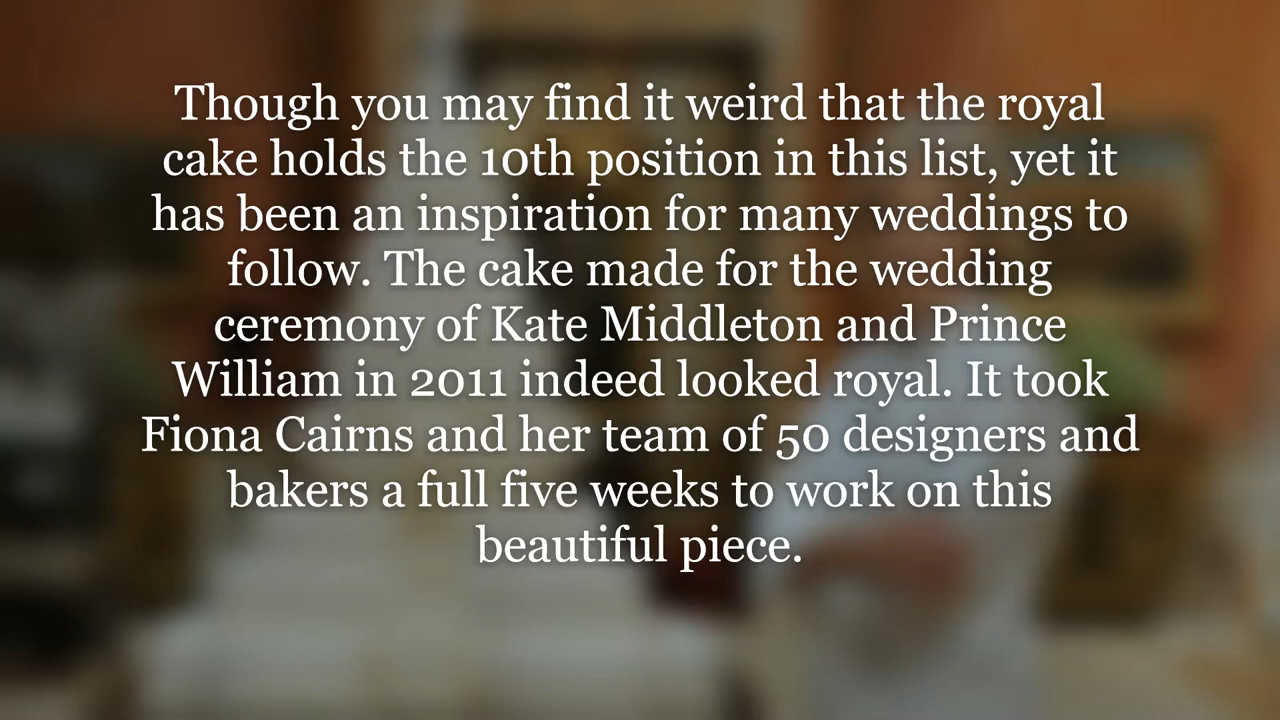 Though you may find it weird that the royal
cake holds the 10th position in this list, yet it
has been an inspiration for many weddings to
follow. The cake made for the wedding
ceremony of Kate Middleton and Prince
William in 2011 indeed looked royal. It took
Fiona Cairns and her team of 50 designers and
bakers a full five weeks to work on this
beautiful piece.